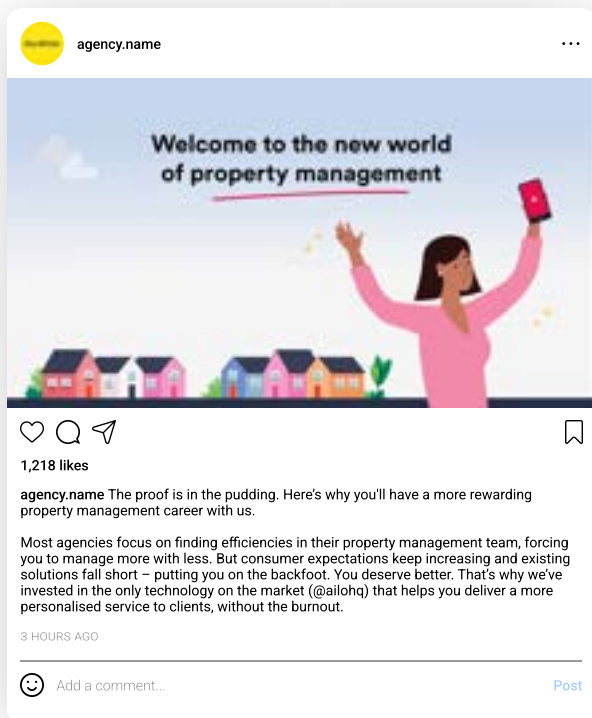 agency.name
Welcome to the new world
of property management
1,218 likes
agency.name The proof is in the pudding. Here’s why you'll have a more rewarding
property management career with us.
Most agencies focus on finding efficiencies in their property management team, forcing
you to manage more with less. But consumer expectations keep increasing and existing
solutions fall short – putting you on the backfoot. You deserve better. That’s why we’ve
invested in the only technology on the market (@ailohq) that helps you deliver a more
personalised service to clients, without the burnout.
3 HOURS AGO
Add a comment...
Post